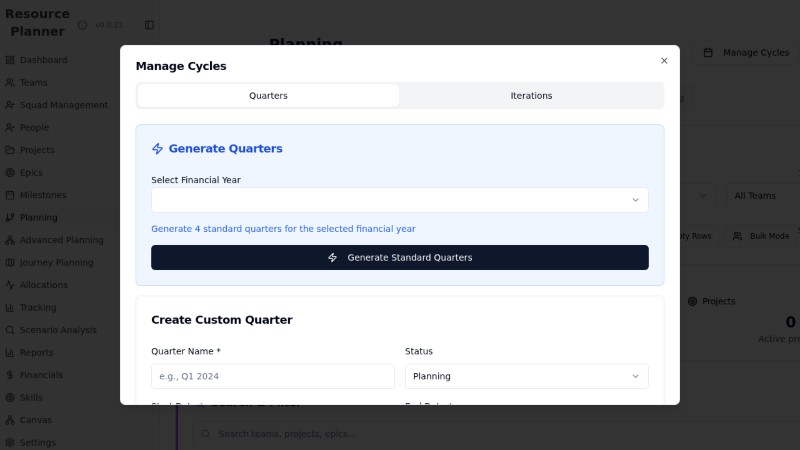 Resource
Planner
v0.0.21
Dashboard
Teams
Squad Management
People
Projects
Epics
Milestones
Planning
Advanced Planning
Journey Planning
Allocations
Tracking
Scenario Analysis
Reports
Financials
Skills
Canvas
Settings
Planning
Manage Cycles
All Teams
Rows
Bulk Mode
Projects
0
Active
Search teams, projects, epics...
Manage Cycles
Quarters
Iterations
Generate Quarters
Select Financial Year
Generate 4 standard quarters for the selected financial year
Generate Standard Quarters
Create Custom Quarter
Quarter Name *
Status
e.g., Q1 2024
Planning